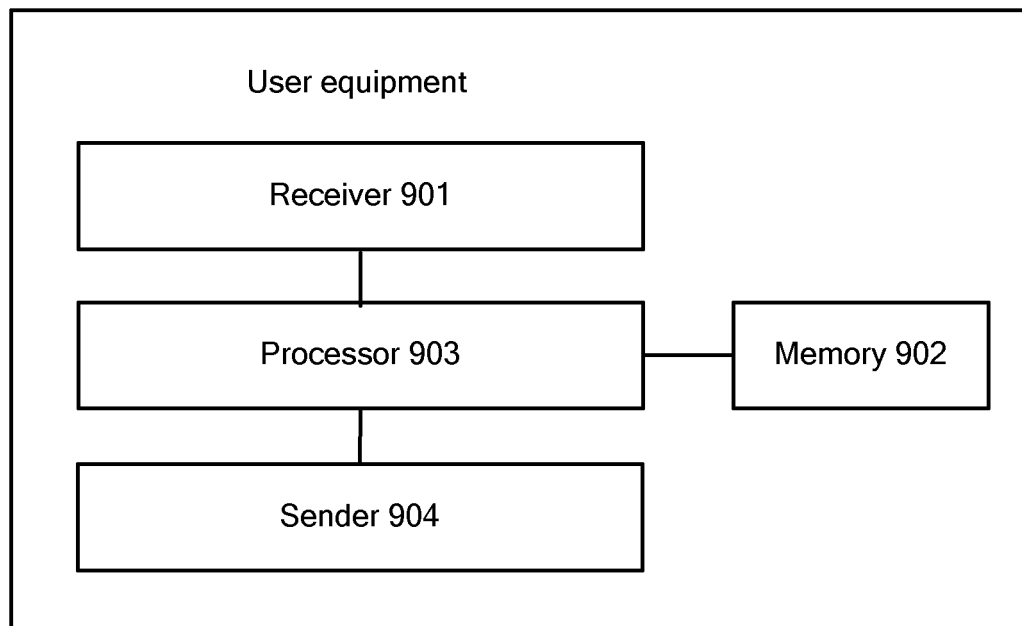 User equipment
Receiver 901
Processor 903
Memory 902
Sender 904